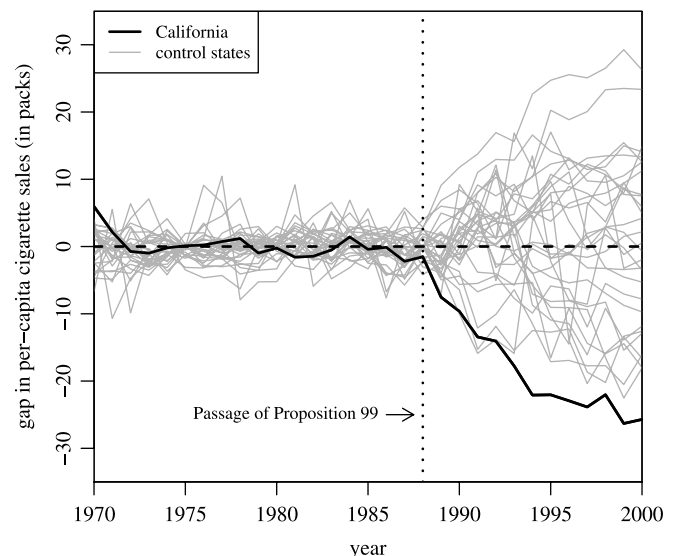 California
control states
gap in per−capita cigarette sales (in packs)
30
20
10
0
−10
−20
−30
Passage of Proposition 99
1970 1975 1980 1985 1990 1995 2000
year